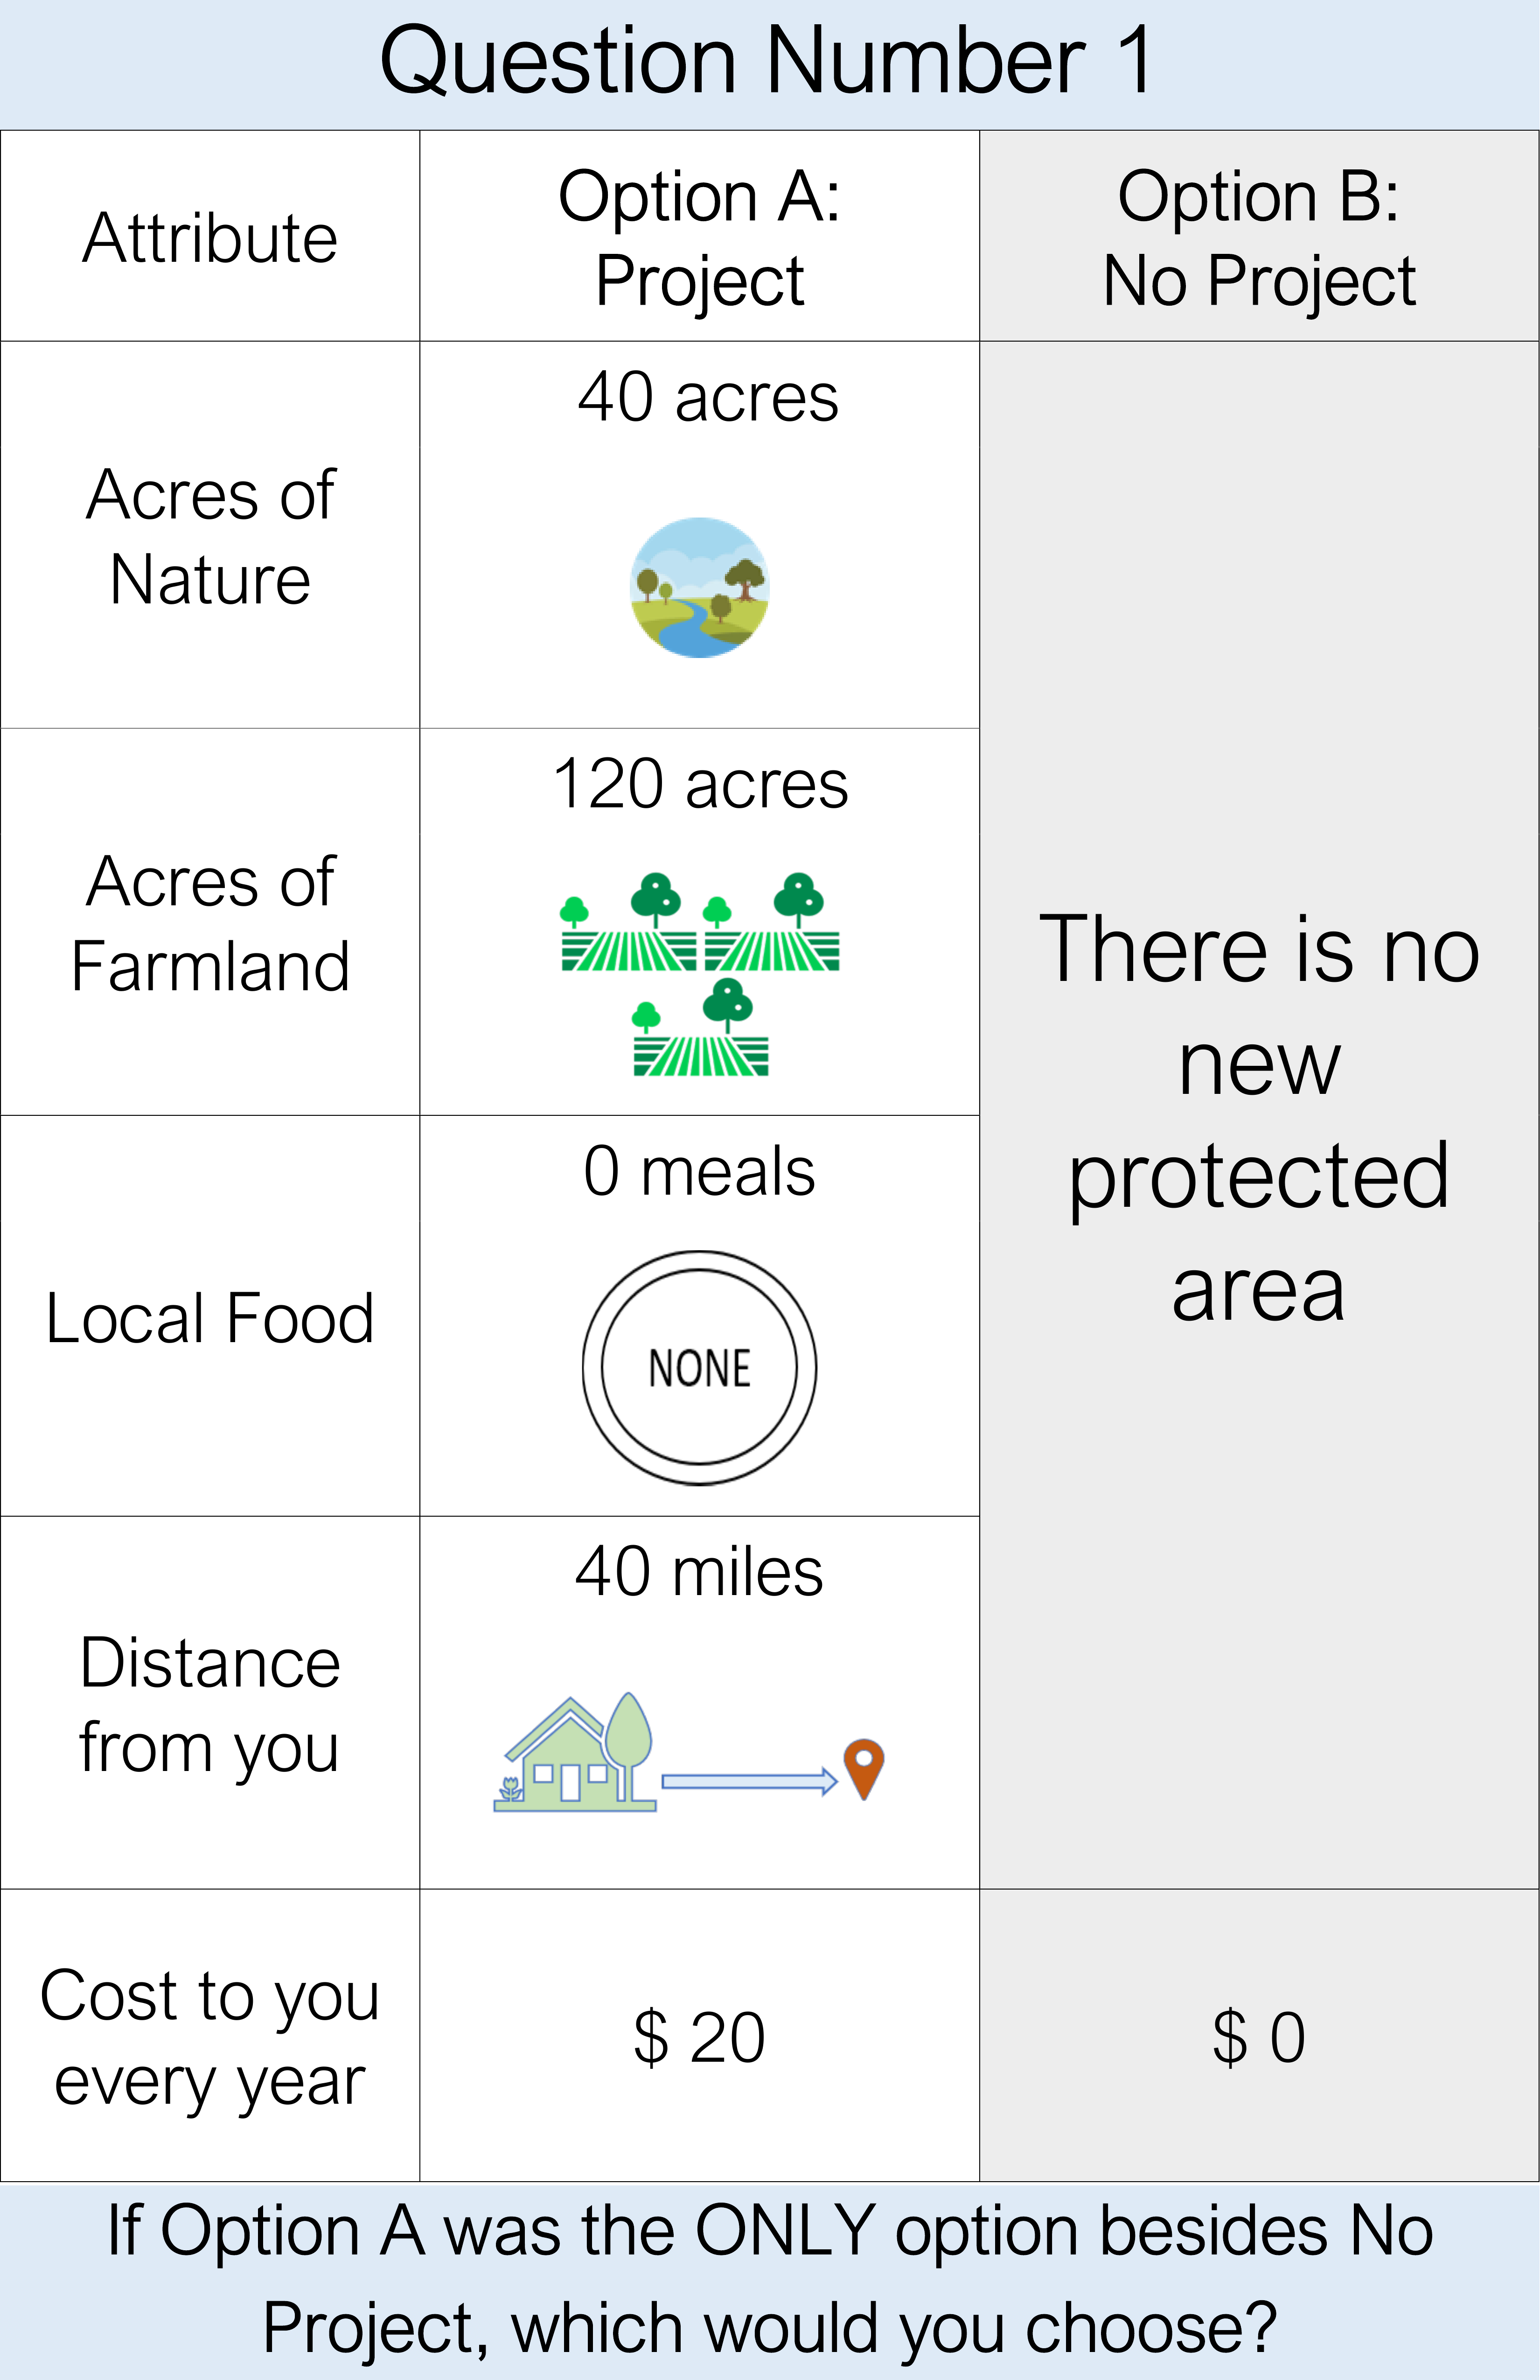 Question Number 1
Attribute
Option A:
Project
Option B:
No Project
Acres of
Nature
40 acres
Acres of
Farmland
120 acres
Local Food
0 meals
NONE
Distance
from you
40 miles
There is no
new
protected
area
Cost to you
every year
$ 20
$ 0
If Option A was the ONLY option besides No
Project, which would you choose?